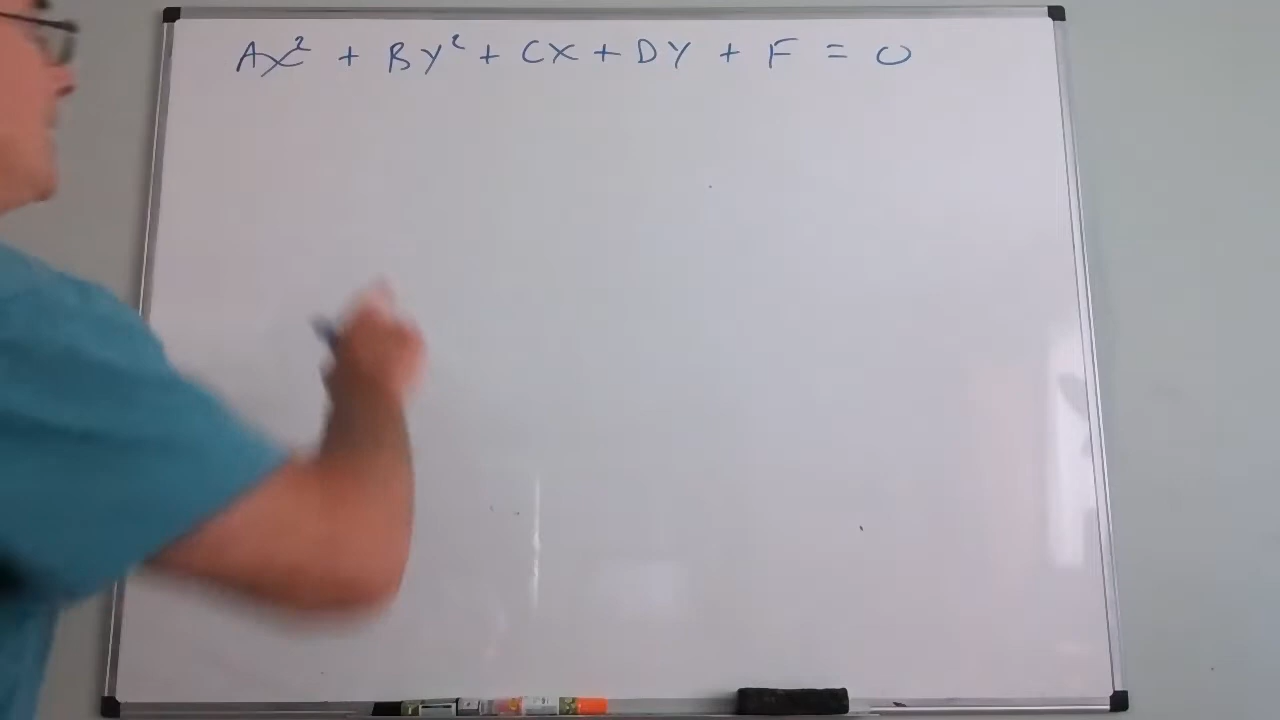 Ax² + By² + Cx + Dy + F = 0